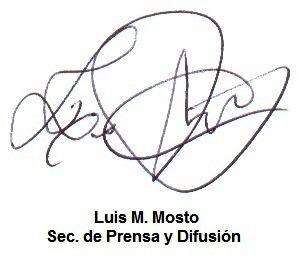 Luis M. Mosto
Sec. de Prensa y Difusión